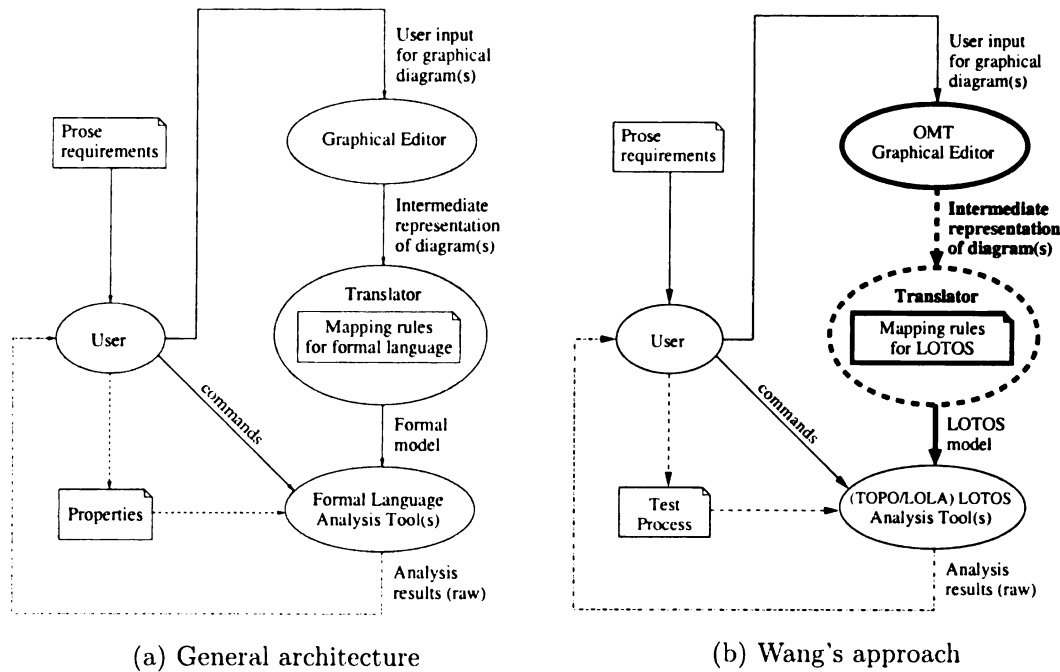 User input
for graphical
diagram(s)
Prose
requirements
Graphical Editor
Intermediate
representation
of diagram(s)
Translator
Mapping rules
for formal language
User
commands
Formal
model
Properties
Formal Language
Analysis Tool(s)
Analysis
results (raw)
(a) General architecture
User input
for graphical
diagram(s)
Prose
requirements
OMT
Graphical Editor
Intermediate
representation
of diagram(s)
Translator
Mapping rules
for LOTOS
User
commands
LOTOS
model
Test
Process
(TOPO/LOLA) LOTOS
Analysis Tool(s)
Analysis
results (raw)
(b) Wang's approach